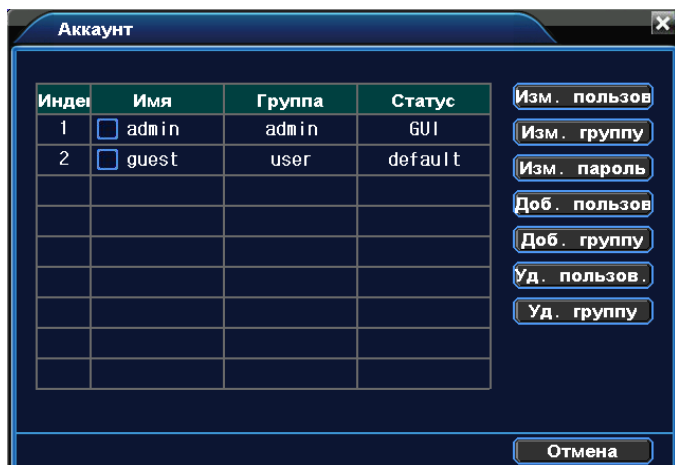 Аккаунт
Индек Имя Группа Статус
1 admin admin GUI
2 guest user default
Изм. пользов
Изм. группу
Изм. пароль
Доб. пользов
Доб. группу
Уд. пользов.
Уд. группу
Отмена